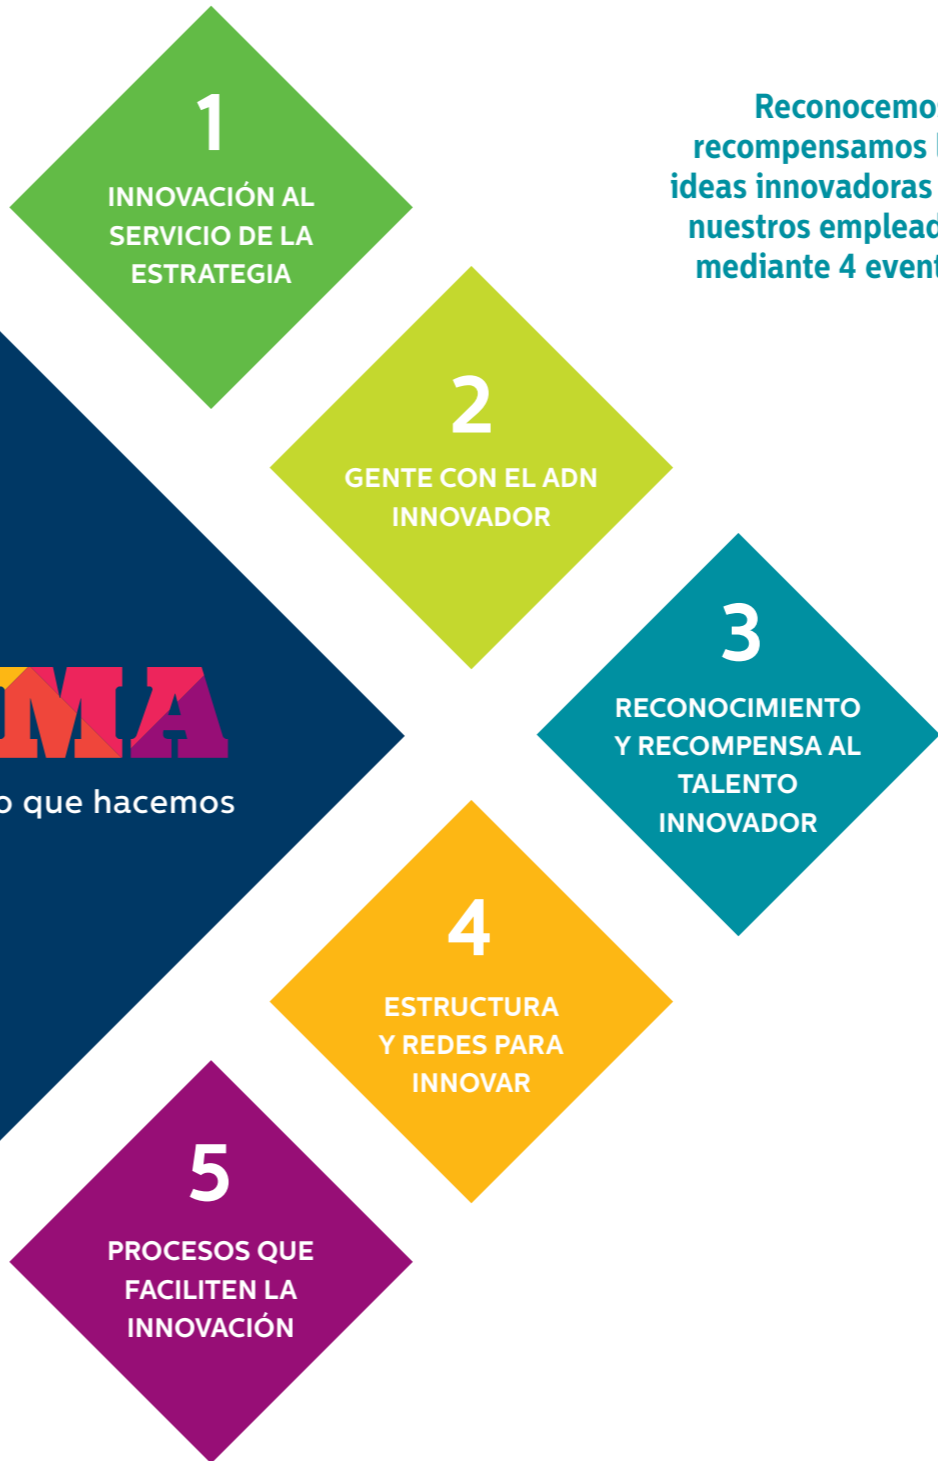 1
INNOVACIÓN AL
SERVICIO DE LA
ESTRATEGIA
Reconocemo
recompensamos
ideas innovadoras
nuestros emplead
mediante 4 event
2
GENTE CON EL ADN
INNOVADOR
3
RECONOCIMIENTO
Y RECOMPENSA AL
TALENTO
INNOVADOR
MA
o que hacemos
4
ESTRUCTURA
Y REDES PARA
INNOVAR
5
PROCESOS QUE
FACILITEN LA
INNOVACIÓN